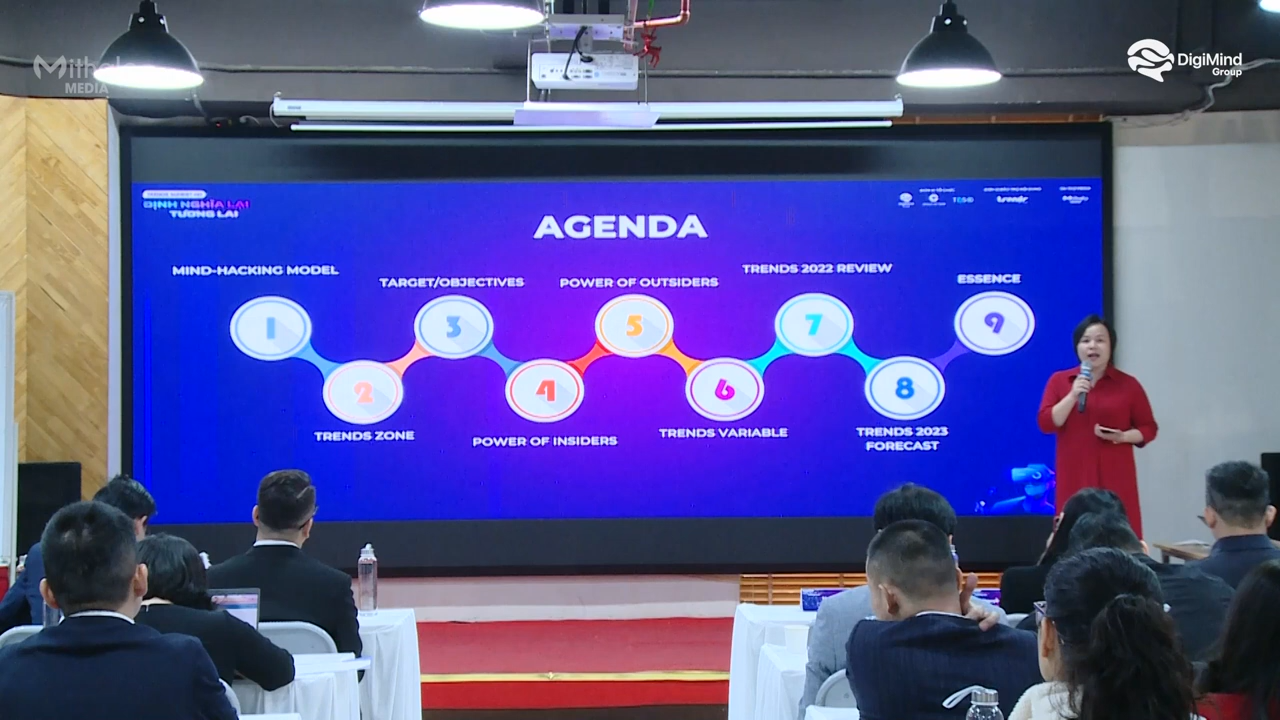 Mithala
MEDIA
DigiMind
Group
ĐỊNH NGHĨA LẠI
TƯƠNG LAI
AGENDA
MIND-HACKING MODEL
TARGET/OBJECTIVES
POWER OF OUTSIDERS
TRENDS 2022 REVIEW
ESSENCE
1
3
5
7
9
2
4
6
8
TRENDS ZONE
POWER OF INSIDERS
TRENDS VARIABLE
TRENDS 2023
FORECAST